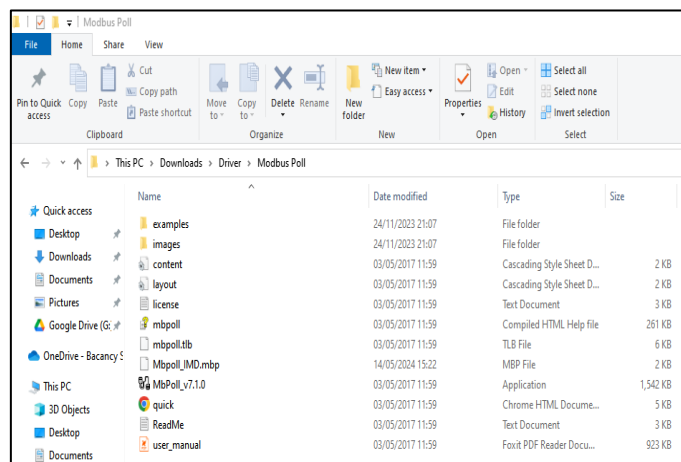 Modbus Poll
File Home Share View
Pin to Quick access
Copy
Paste
Cut
Copy path
Paste shortcut
Clipboard
Move to
Copy to
Delete
Rename
Organize
New folder
New item
Easy access
New
Properties
Open
Edit
History
Open
Select all
Select none
Invert selection
Select
This PC > Downloads > Driver > Modbus Poll
Name Date modified Type Size
Quick access
Desktop
Downloads
Documents
Pictures
Google Drive (G:
OneDrive - Bacancy S
This PC
3D Objects
Desktop
Documents
examples 24/11/2023 21:07 File folder
images 24/11/2023 21:07 File folder
content 03/05/2017 11:59 Cascading Style Sheet D... 2 KB
layout 03/05/2017 11:59 Cascading Style Sheet D... 2 KB
license 03/05/2017 11:59 Text Document 3 KB
mbpoll 03/05/2017 11:59 Compiled HTML Help file 261 KB
mbpoll.tlb 03/05/2017 11:59 TLB File 6 KB
Mbpoll_IMD.mbp 14/05/2024 15:22 MBP File 2 KB
MbPoll_v7.1.0 03/05/2017 11:59 Application 1,542 KB
quick 03/05/2017 11:59 Chrome HTML Docume... 5 KB
ReadMe 03/05/2017 11:59 Text Document 3 KB
user_manual 03/05/2017 11:59 Foxit PDF Reader Docu... 923 KB